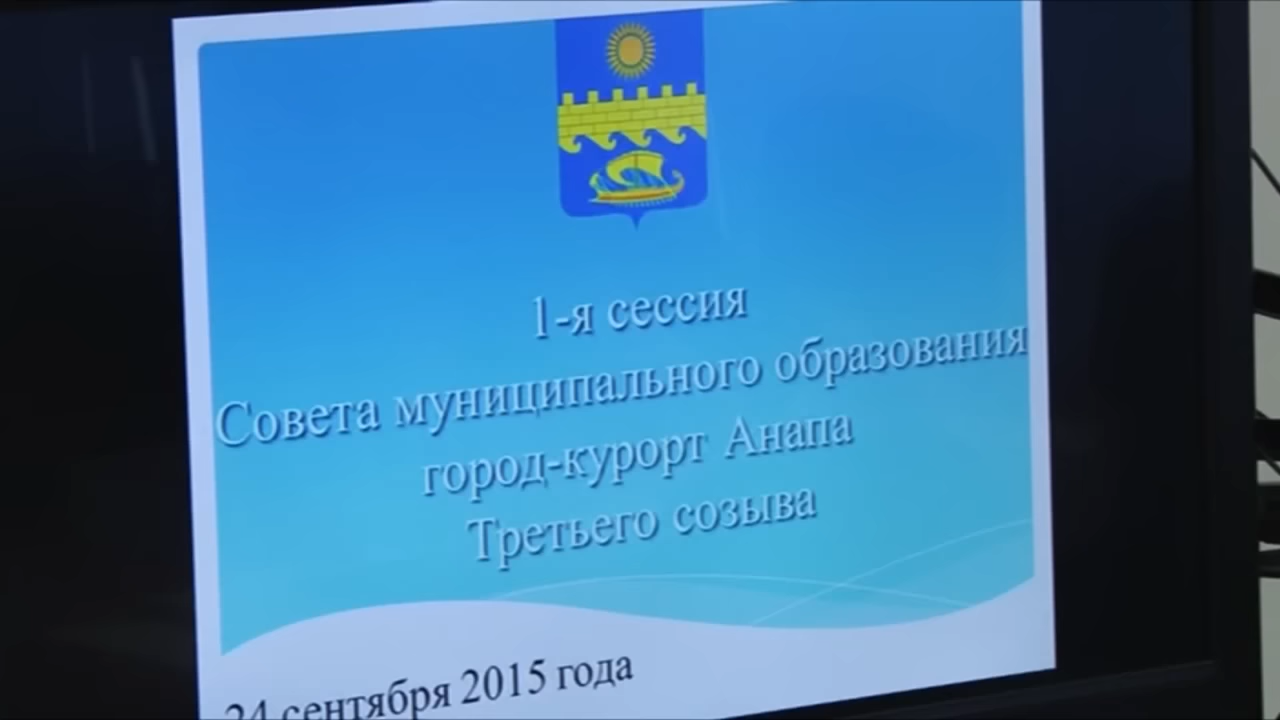 1-я сессия
Совета муниципального образования
город-курорт Анапа
Третьего созыва
24 сентября 2015 года